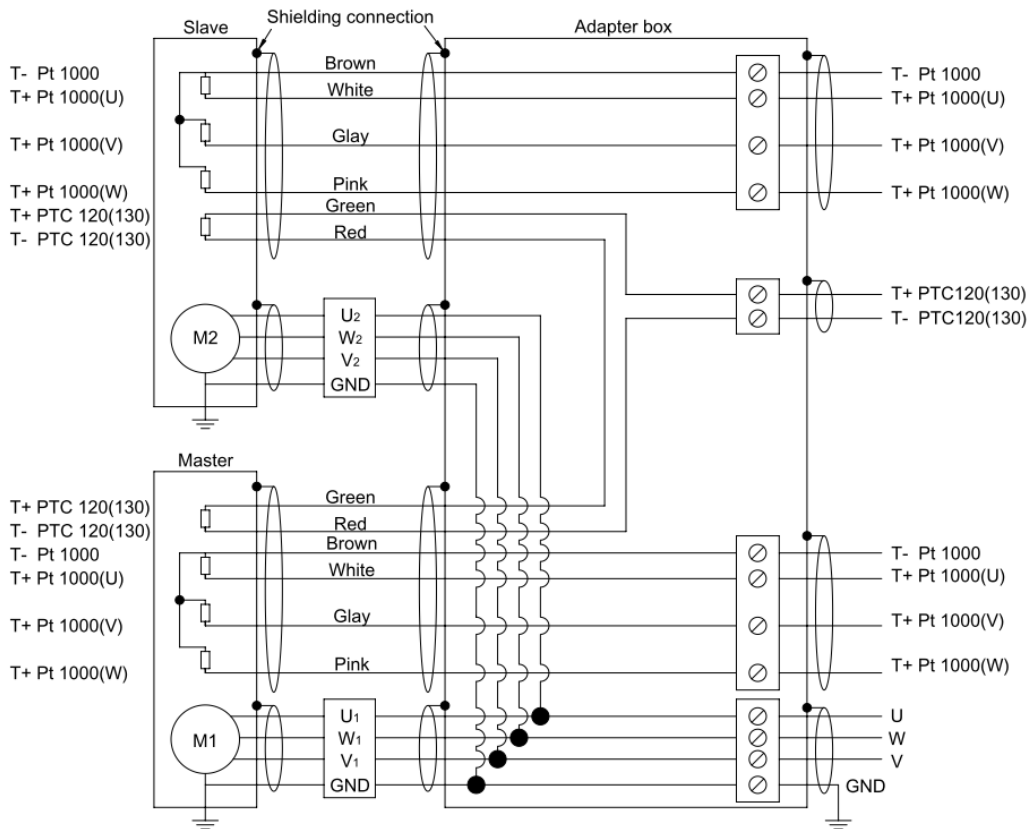 Slave
Shielding connection
Adapter box
T- Pt 1000
Brown
T- Pt 1000
T+ Pt 1000(U)
White
T+ Pt 1000(U)
T+ Pt 1000(V)
Glay
T+ Pt 1000(V)
T+ Pt 1000(W)
Pink
T+ Pt 1000(W)
T+ PTC 120(130)
Green
T- PTC 120(130)
Red
T+ PTC120(130)
T- PTC120(130)
M2
U2
W2
V2
GND
Master
T+ PTC 120(130)
Green
T- PTC 120(130)
Red
T- Pt 1000
Brown
T- Pt 1000
T+ Pt 1000(U)
White
T+ Pt 1000(U)
T+ Pt 1000(V)
Glay
T+ Pt 1000(V)
T+ Pt 1000(W)
Pink
T+ Pt 1000(W)
M1
U1
U
W1
W
V1
V
GND
GND